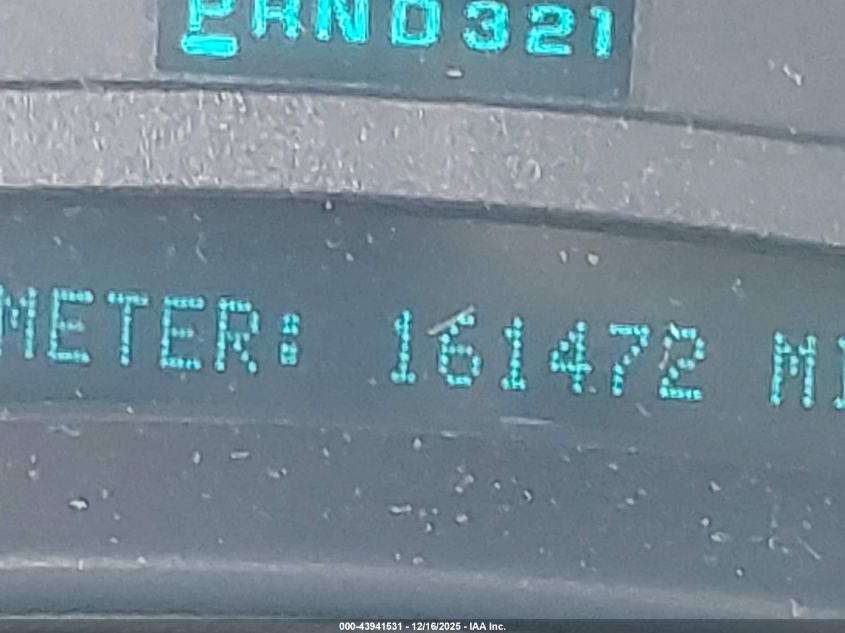 PRND321
METER: 161472 MI
000-43941531 - 12/16/2025 - IAA Inc.